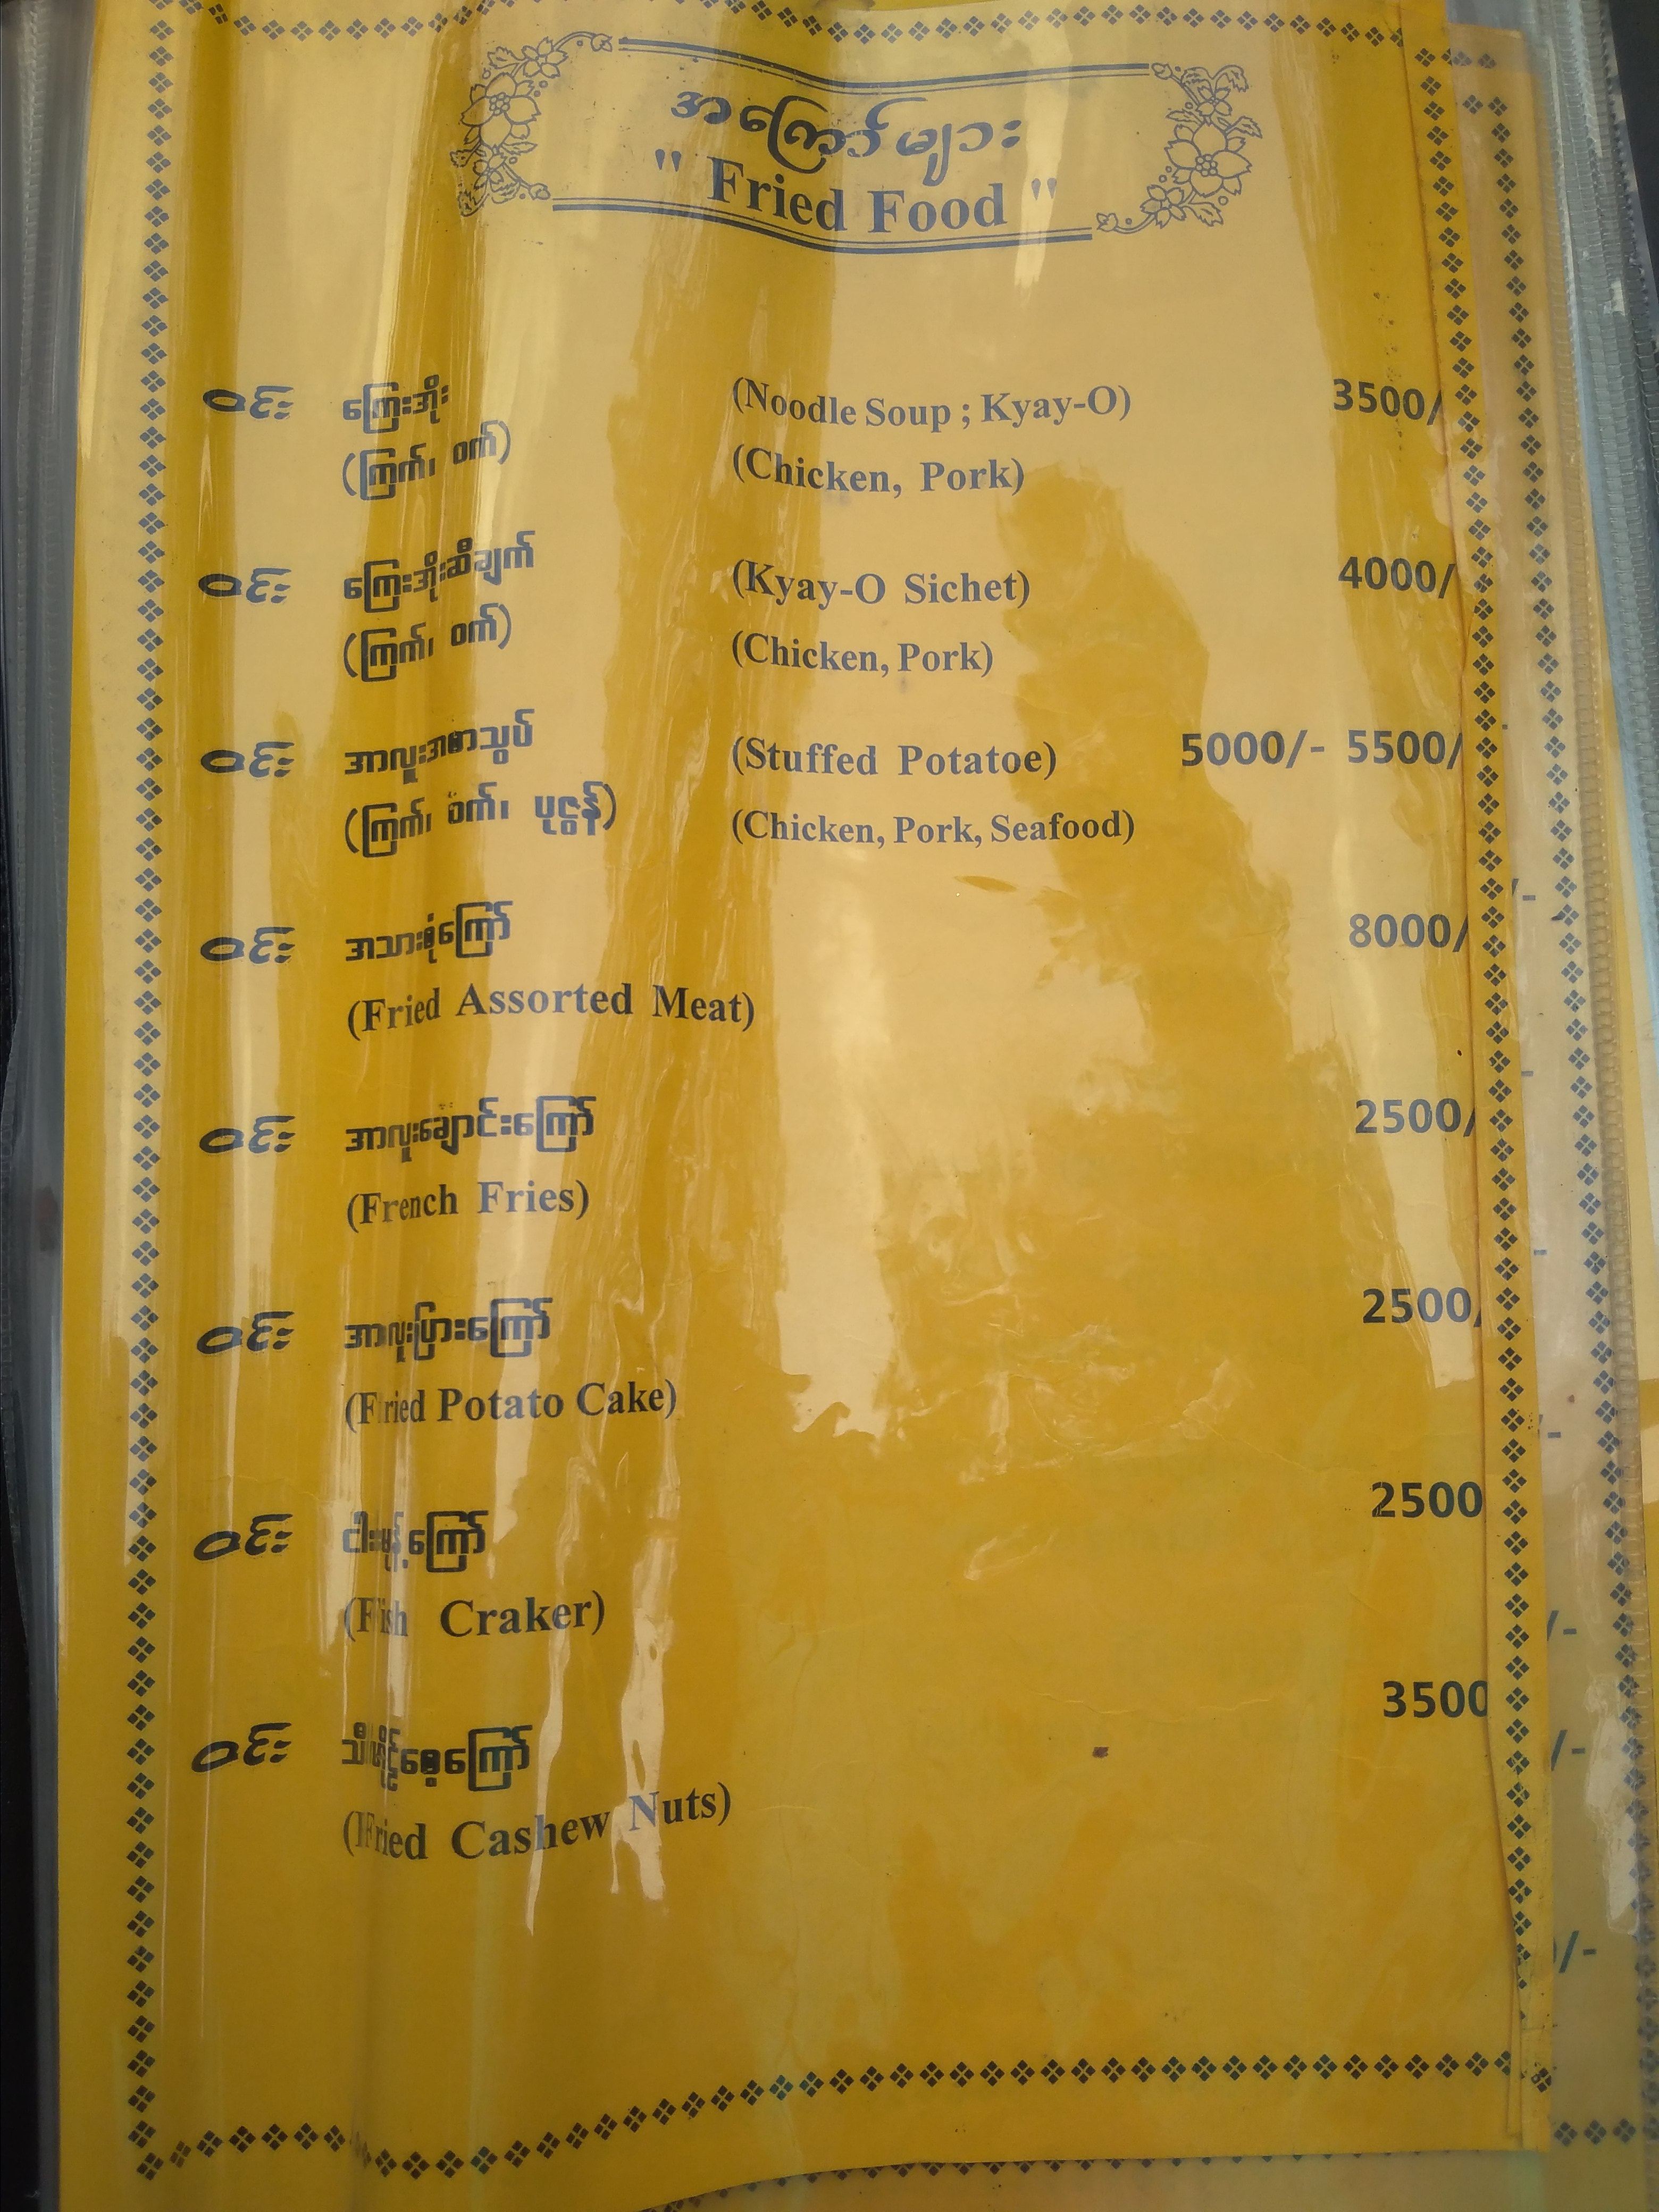 အကြော်များ
" Fried Food "
ဝင်း ကြေးအိုး (Noodle Soup ; Kyay-O) 3500/
(ကြက်၊ ဝက်) (Chicken, Pork)
ဝင်း ကြေးအိုးဆီချက် (Kyay-O Sichet) 4000/
(ကြက်၊ ဝက်) (Chicken, Pork)
ဝင်း အာလူးအစာသွပ် (Stuffed Potatoe) 5000/- 5500/
(ကြက်၊ ဝက်၊ ပုဇွန်) (Chicken, Pork, Seafood)
ဝင်း အသားစုံကြော် 8000/
(Fried Assorted Meat)
ဝင်း အာလူးချောင်းကြော် 2500/
(French Fries)
ဝင်း အာလူးပြားကြော် 2500/
(Fried Potato Cake)
ဝင်း ငါးမုန့်ကြော် 2500
(Fish Craker)
ဝင်း သီဟိုဠ်စေ့ကြော် 3500
(Fried Cashew Nuts)